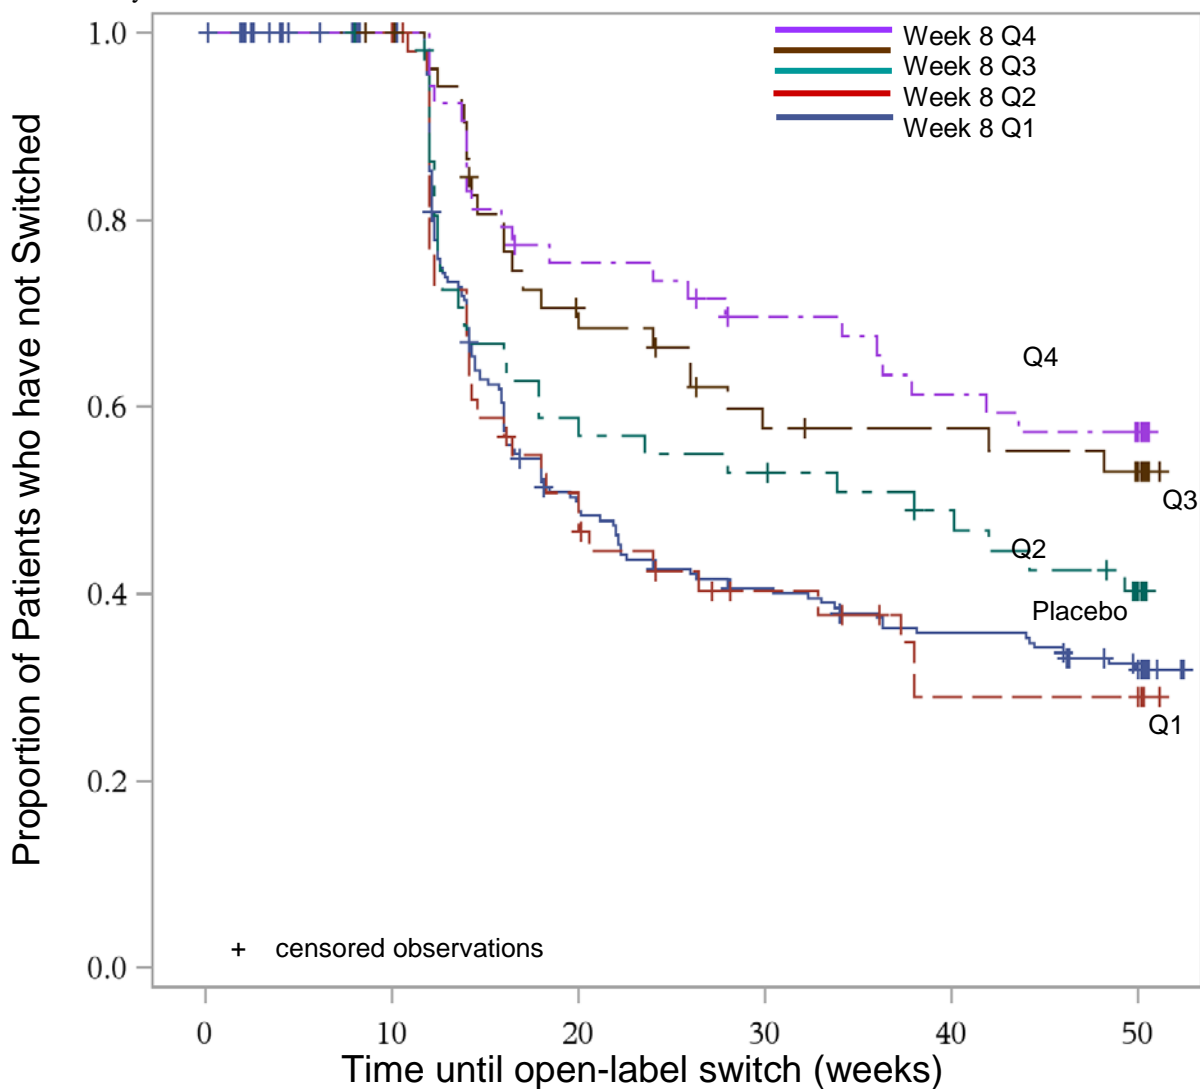 Proportion of Patients who have not Switched
1.0
0.8
0.6
0.4
0.2
0.0
Week 8 Q4
Week 8 Q3
Week 8 Q2
Week 8 Q1
Q4
Q3
Q2
Placebo
Q1
+ censored observations
0 10 20 30 40 50
Time until open-label switch (weeks)